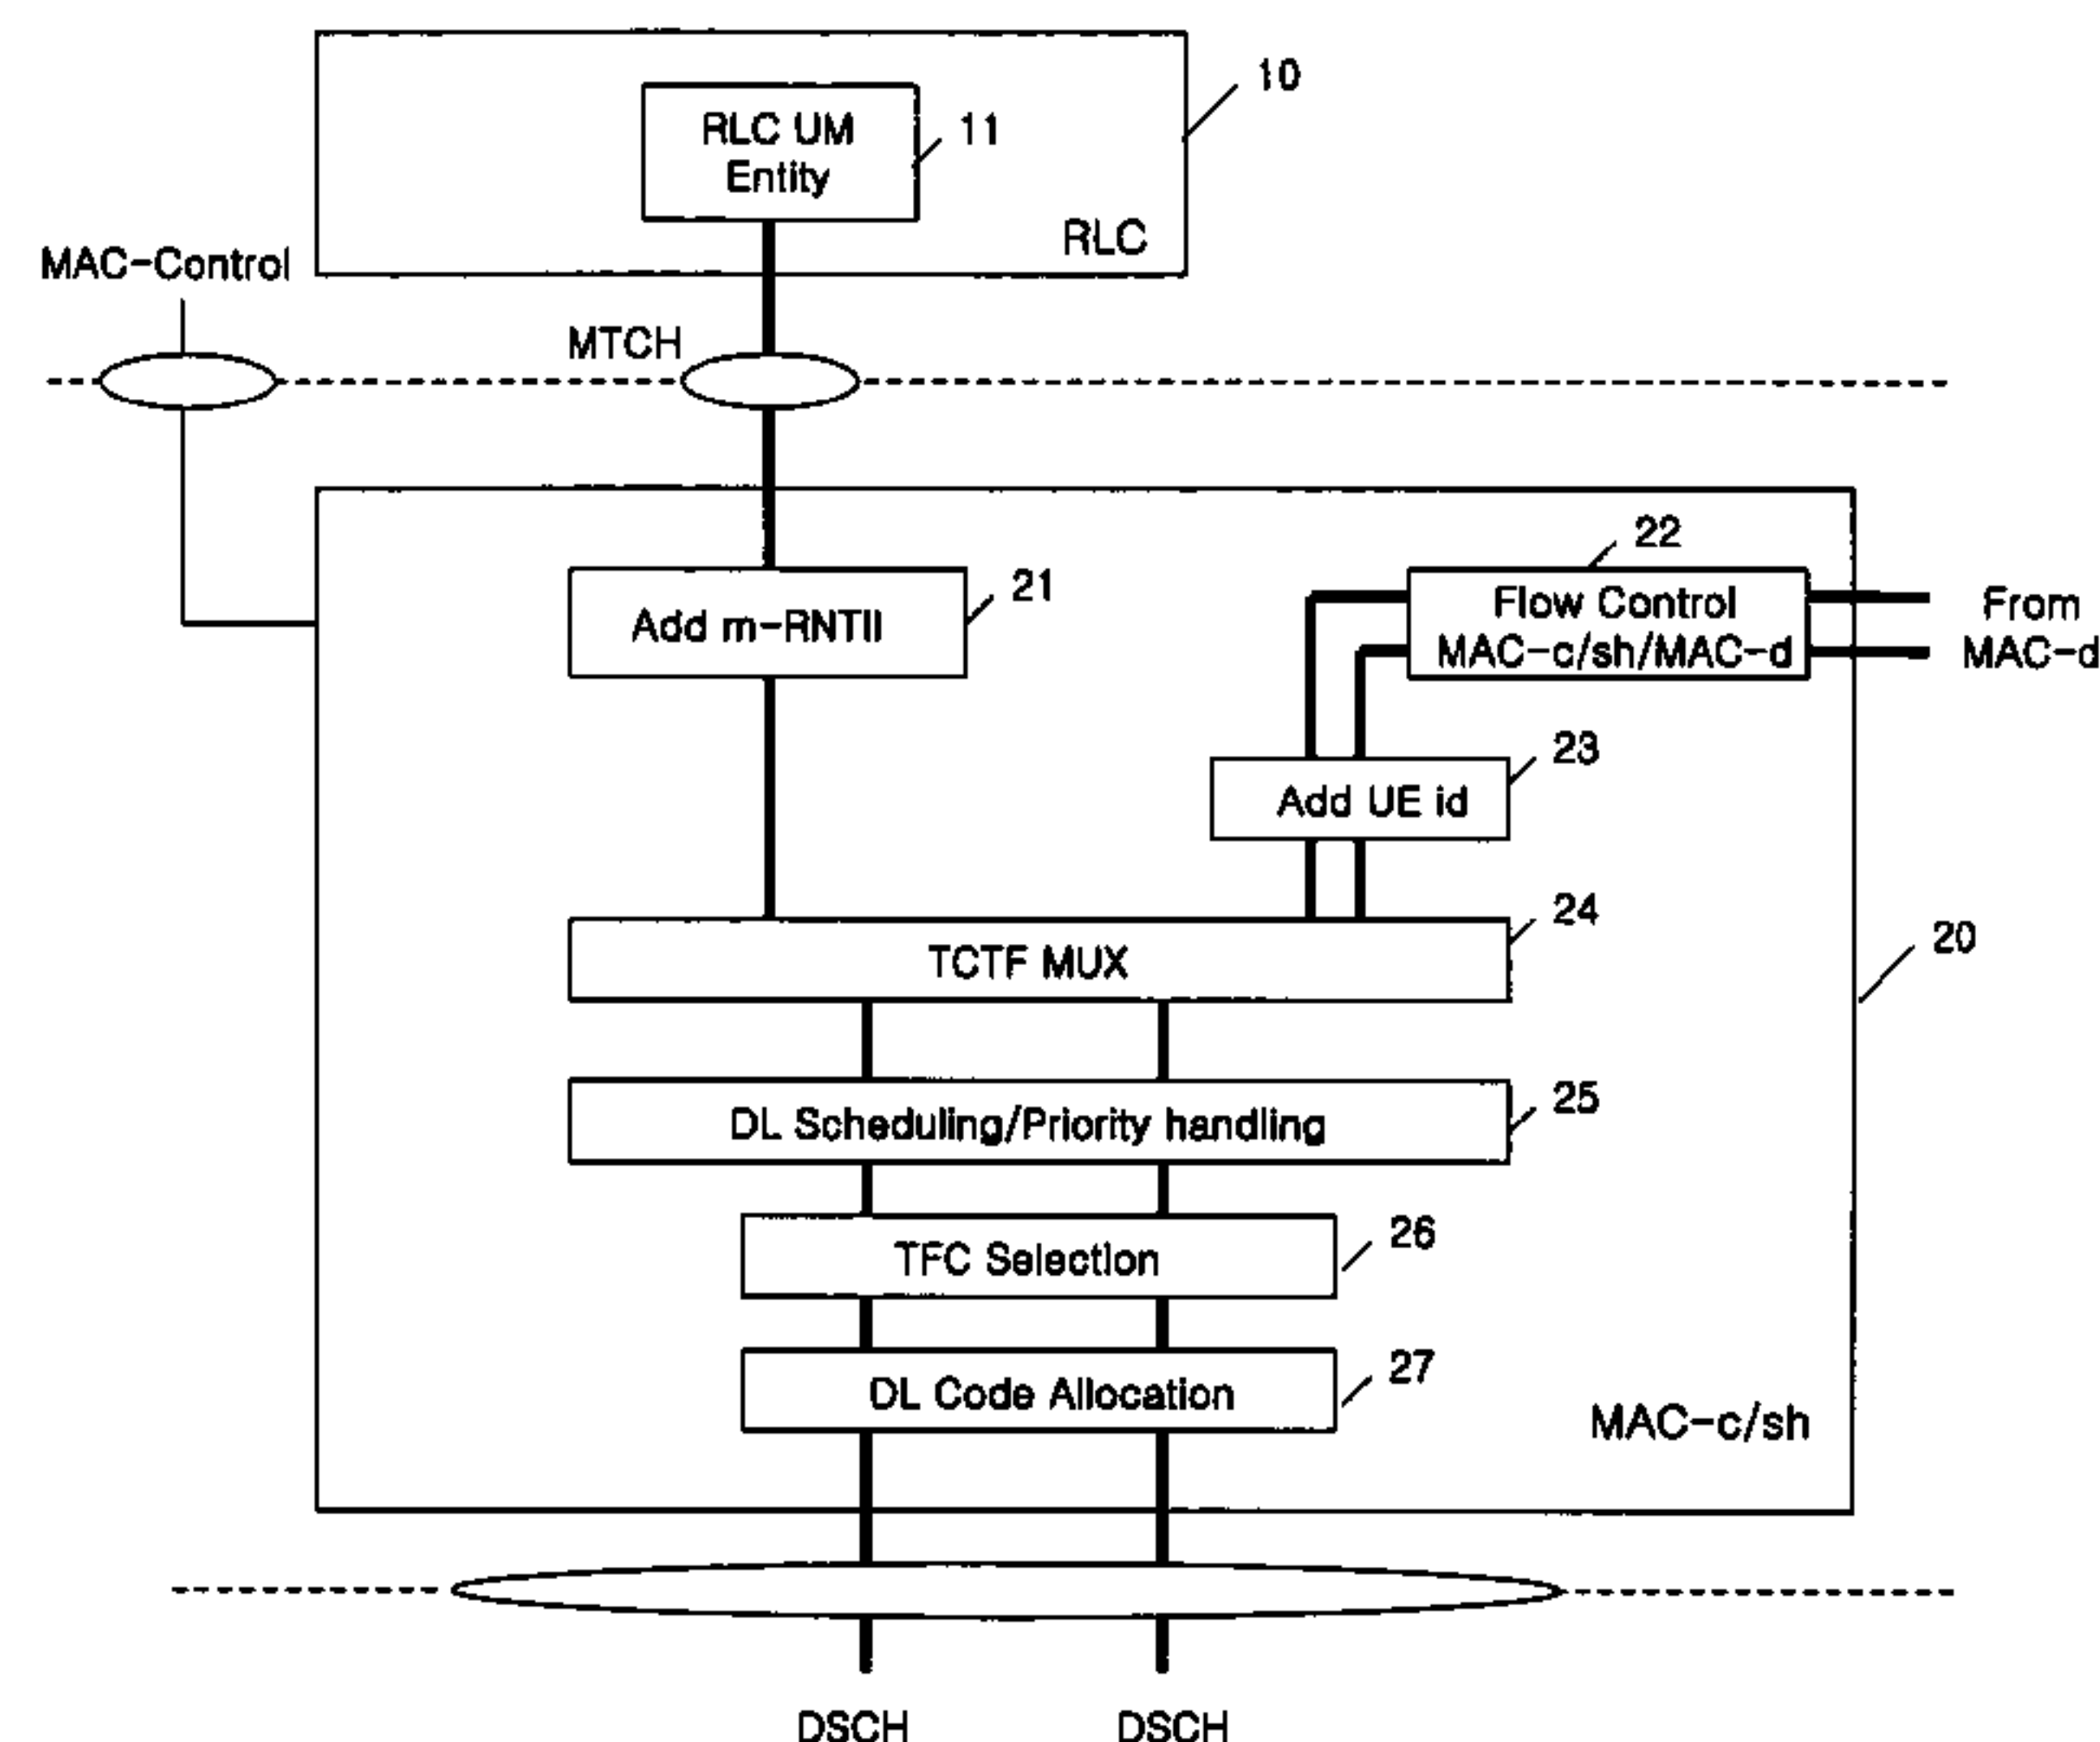 10
RLC UM
Entity
11
RLC
MAC-Control
MTCH
22
Add m-RNTII
21
Flow Control
MAC-c/sh/MAC-d
From
MAC-d
23
Add UE id
24
TCTF MUX
20
25
DL Scheduling/Priority handling
26
TFC Selection
27
DL Code Allocation
MAC-c/sh
DSCH
DSCH